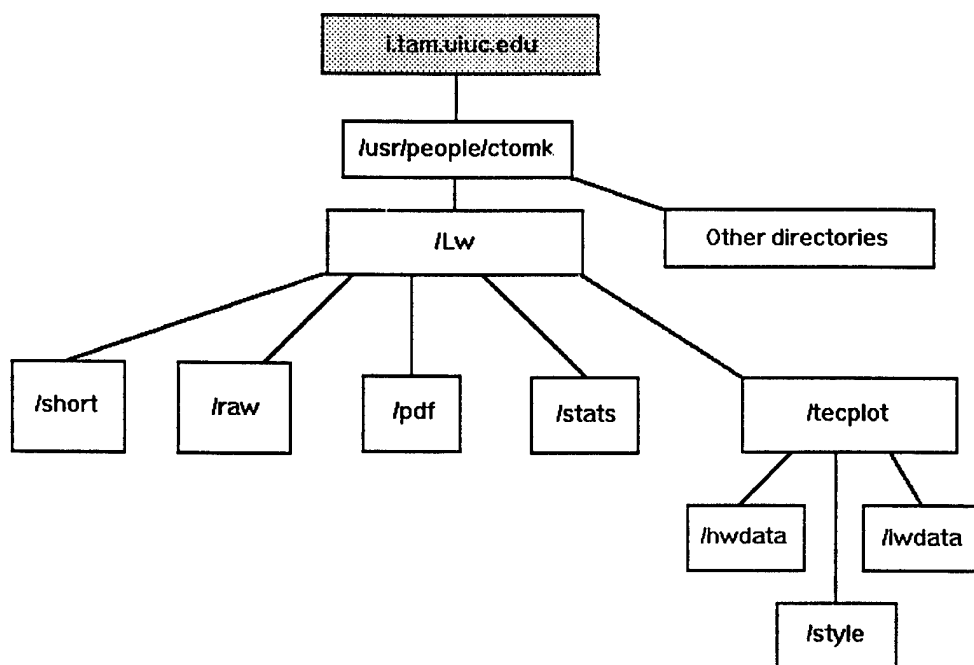 i.tam.uiuc.edu
/usr/people/ctomk
/Lw
Other directories
/short
/raw
/pdf
/stats
/tecplot
/hwdata
/lwdata
/style